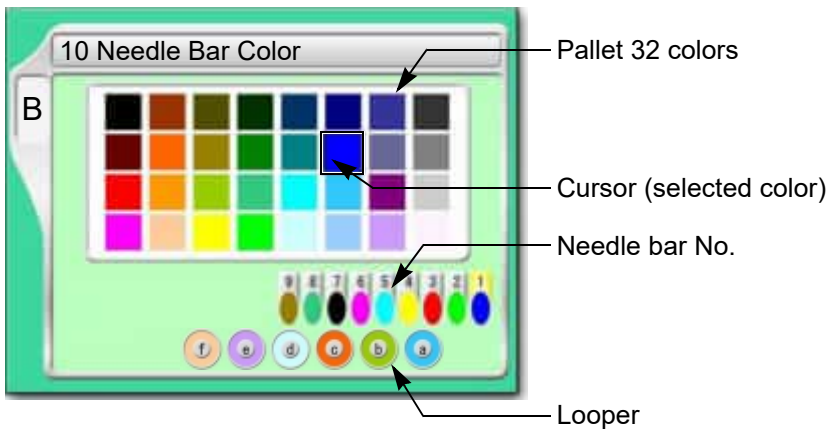 10 Needle Bar Color
Pallet 32 colors
B
Cursor (selected color)
Needle bar No.
9 8 7 6 5 4 3 2 1
f e d c b a
Looper